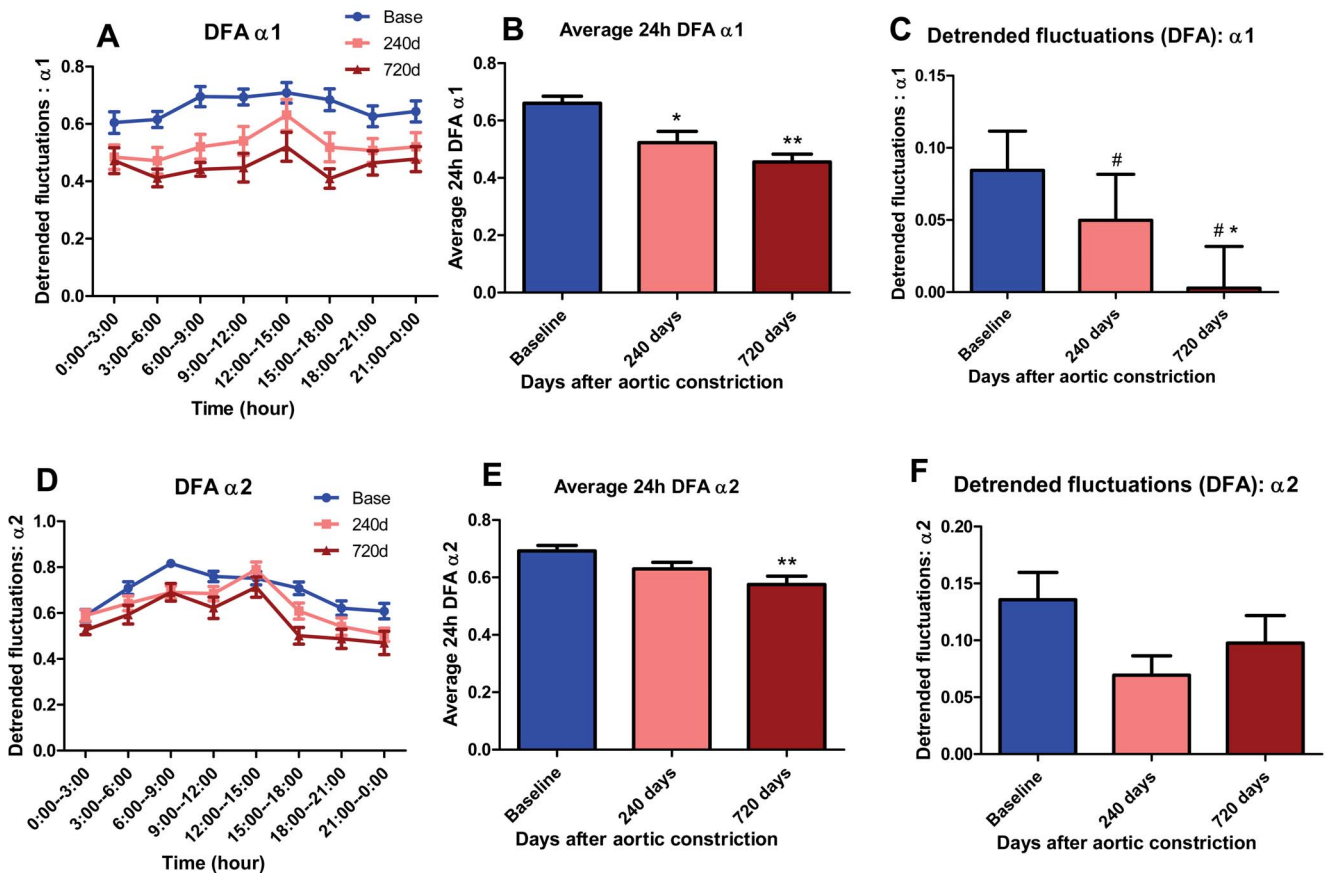 A
DFA α1
Base
240d
720d
Detrended fluctuations : α1
0.8
0.6
0.4
0.2
0.0
0:00--3:00
3:00--6:00
6:00--9:00
9:00--12:00
12:00--15:00
15:00--18:00
18:00--21:00
21:00--0:00
Time (hour)
B
Average 24h DFA α1
Average 24h DFA α1
0.8
0.6
0.4
0.2
0.0
*
**
Baseline
240 days
720 days
Days after aortic constriction
C
Detrended fluctuations (DFA): α1
Detrended fluctuations : α1
0.15
0.10
0.05
0.00
#
# *
Baseline
240 days
720 days
Days after aortic constriction
D
DFA α2
Base
240d
720d
Detrended fluctuations: α2
1.0
0.8
0.6
0.4
0.2
0.0
0:00--3:00
3:00--6:00
6:00--9:00
9:00--12:00
12:00--15:00
15:00--18:00
18:00--21:00
21:00--0:00
Time (hour)
E
Average 24h DFA α2
Average 24h DFA α2
0.8
0.6
0.4
0.2
0.0
**
Baseline
240 days
720 days
Days after aortic constriction
F
Detrended fluctuations (DFA): α2
Detrended fluctuations: α2
0.20
0.15
0.10
0.05
0.00
Baseline
240 days
720 days
Days after aortic constriction